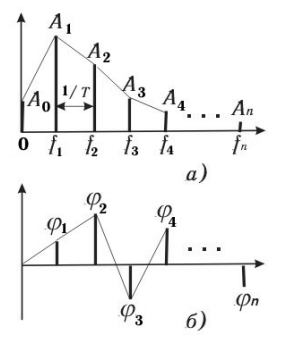 A₁
1/T A₂
A₀ A₃ A₄ ... Aₙ
0 f₁ f₂ f₃ f₄ fₙ
а)
φ₁ φ₂ φ₄ ...
φ₃ φₙ
б)